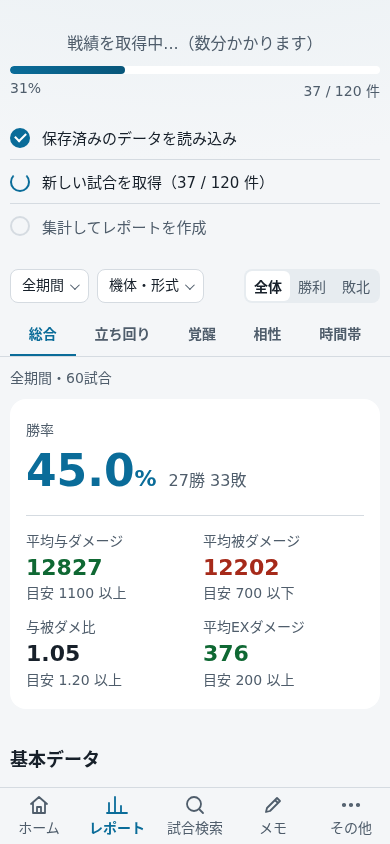 戦績を取得中…（数分かかります）
31%
37 / 120 件
保存済みのデータを読み込み
新しい試合を取得（37 / 120 件）
集計してレポートを作成
全期間 機体・形式 全体 勝利 敗北
総合 立ち回り 覚醒 相性 時間帯
全期間・60試合
勝率
45.0% 27勝 33敗
平均与ダメージ 平均被ダメージ
12827 12202
目安 1100 以上 目安 700 以下
与被ダメ比 平均EXダメージ
1.05 376
目安 1.20 以上 目安 200 以上
基本データ
ホーム レポート 試合検索 メモ その他